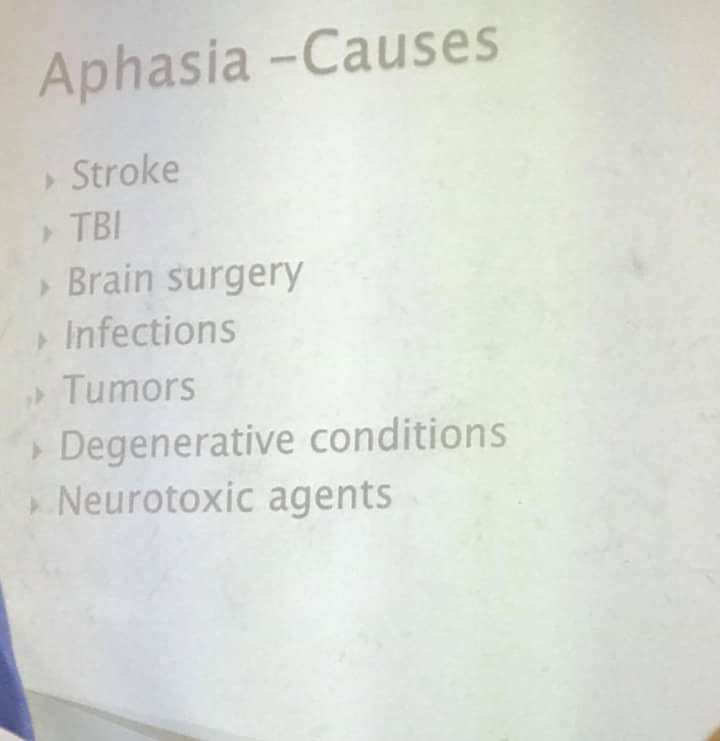 Aphasia –Causes
Stroke
TBI
Brain surgery
Infections
Tumors
Degenerative conditions
Neurotoxic agents